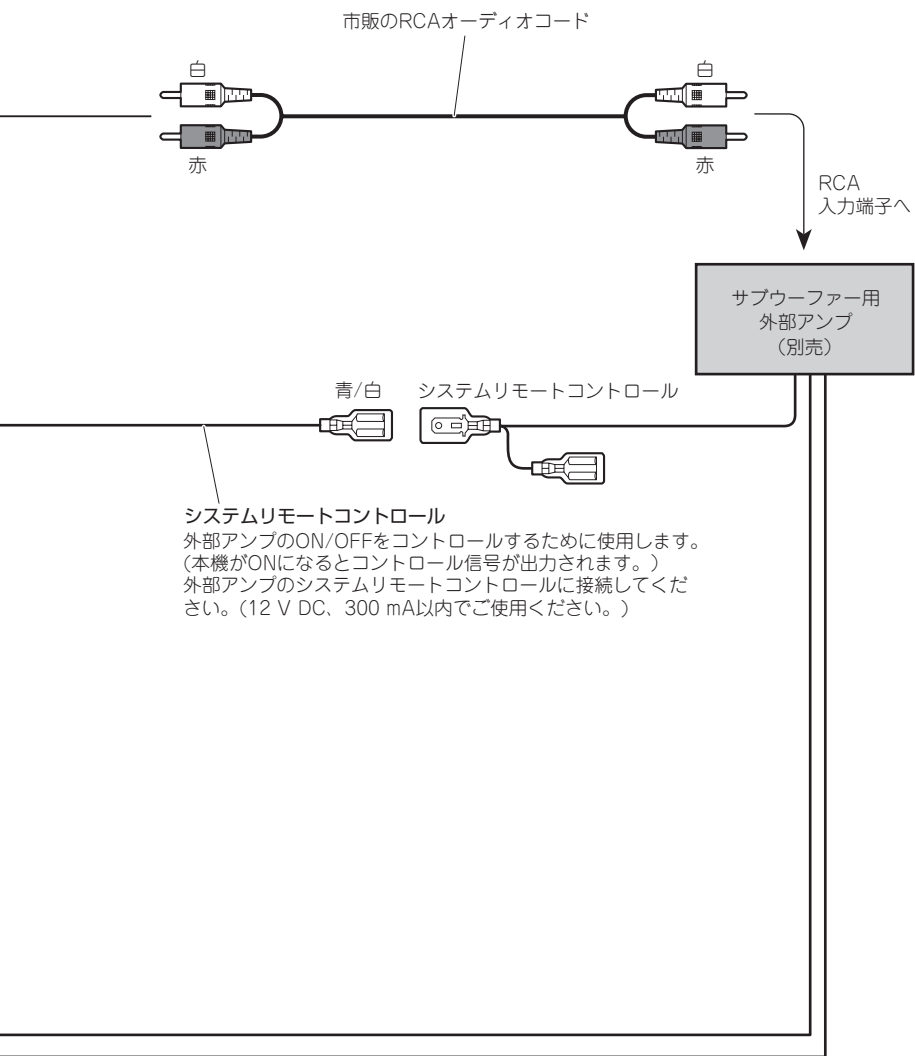 市販のRCAオーディオコード
白
白
赤
赤
RCA
入力端子へ
サブウーファー用
外部アンプ
（別売）
青/白
システムリモートコントロール
システムリモートコントロール
外部アンプのON/OFFをコントロールするために使用します。
(本機がONになるとコントロール信号が出力されます。)
外部アンプのシステムリモートコントロールに接続してくだ
さい。(12 V DC、300 mA以内でご使用ください。)